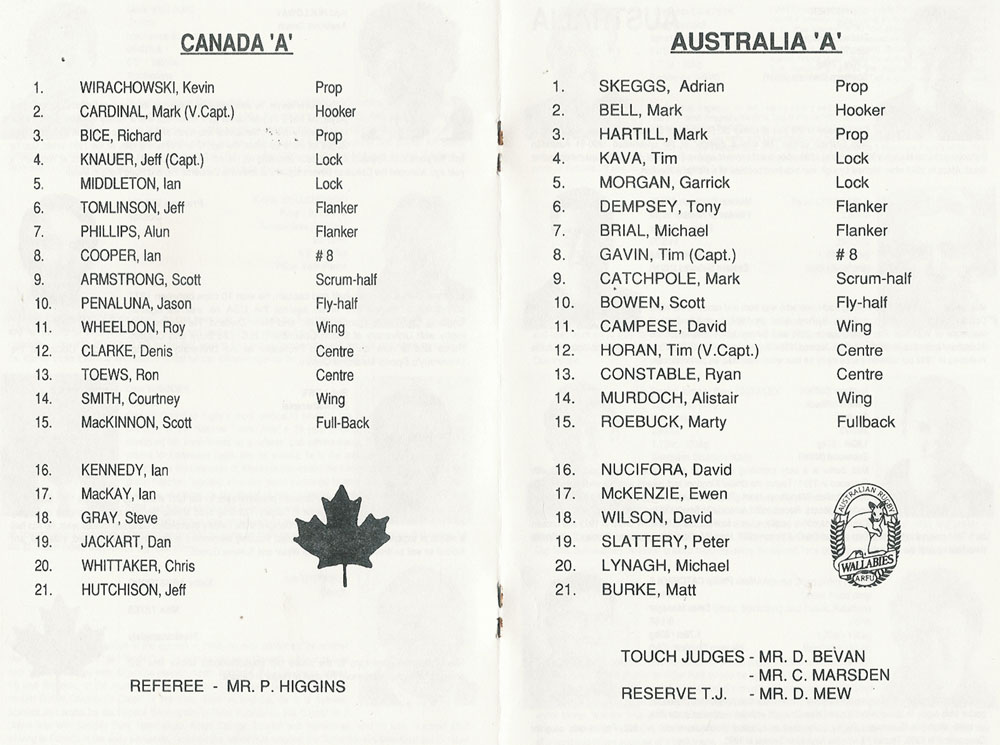 CANADA 'A'
1. WIRACHOWSKI, Kevin Prop
2. CARDINAL, Mark (V.Capt.) Hooker
3. BICE, Richard Prop
4. KNAUER, Jeff (Capt.) Lock
5. MIDDLETON, Ian Lock
6. TOMLINSON, Jeff Flanker
7. PHILLIPS, Alun Flanker
8. COOPER, Ian # 8
9. ARMSTRONG, Scott Scrum-half
10. PENALUNA, Jason Fly-half
11. WHEELDON, Roy Wing
12. CLARKE, Denis Centre
13. TOEWS, Ron Centre
14. SMITH, Courtney Wing
15. MacKINNON, Scott Full-Back
16. KENNEDY, Ian
17. MacKAY, Ian
18. GRAY, Steve
19. JACKART, Dan
20. WHITTAKER, Chris
21. HUTCHISON, Jeff
REFEREE - MR. P. HIGGINS
AUSTRALIA 'A'
1. SKEGGS, Adrian Prop
2. BELL, Mark Hooker
3. HARTILL, Mark Prop
4. KAVA, Tim Lock
5. MORGAN, Garrick Lock
6. DEMPSEY, Tony Flanker
7. BRIAL, Michael Flanker
8. GAVIN, Tim (Capt.) # 8
9. CATCHPOLE, Mark Scrum-half
10. BOWEN, Scott Fly-half
11. CAMPESE, David Wing
12. HORAN, Tim (V.Capt.) Centre
13. CONSTABLE, Ryan Centre
14. MURDOCH, Alistair Wing
15. ROEBUCK, Marty Fullback
16. NUCIFORA, David
17. McKENZIE, Ewen
18. WILSON, David
19. SLATTERY, Peter
20. LYNAGH, Michael
21. BURKE, Matt
AUSTRALIAN RUGBY
WALLABIES
ARFU
TOUCH JUDGES - MR. D. BEVAN
- MR. C. MARSDEN
RESERVE T.J. - MR. D. MEW